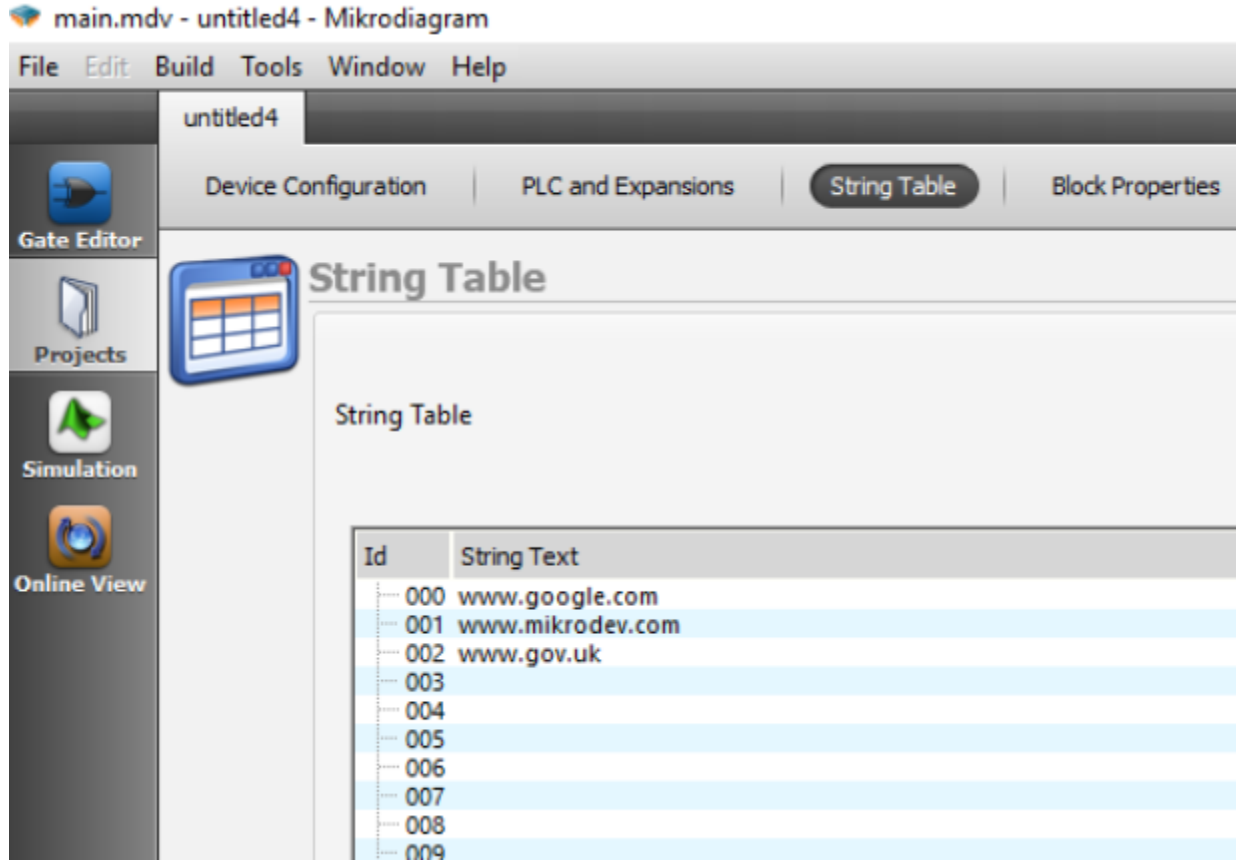 main.mdv - untitled4 - Mikrodiagram
File Edit Build Tools Window Help
untitled4
Device Configuration PLC and Expansions String Table Block Properties
Gate Editor
Projects
Simulation
Online View
String Table
String Table
Id String Text
000 www.google.com
001 www.mikrodev.com
002 www.gov.uk
003
004
005
006
007
008
009